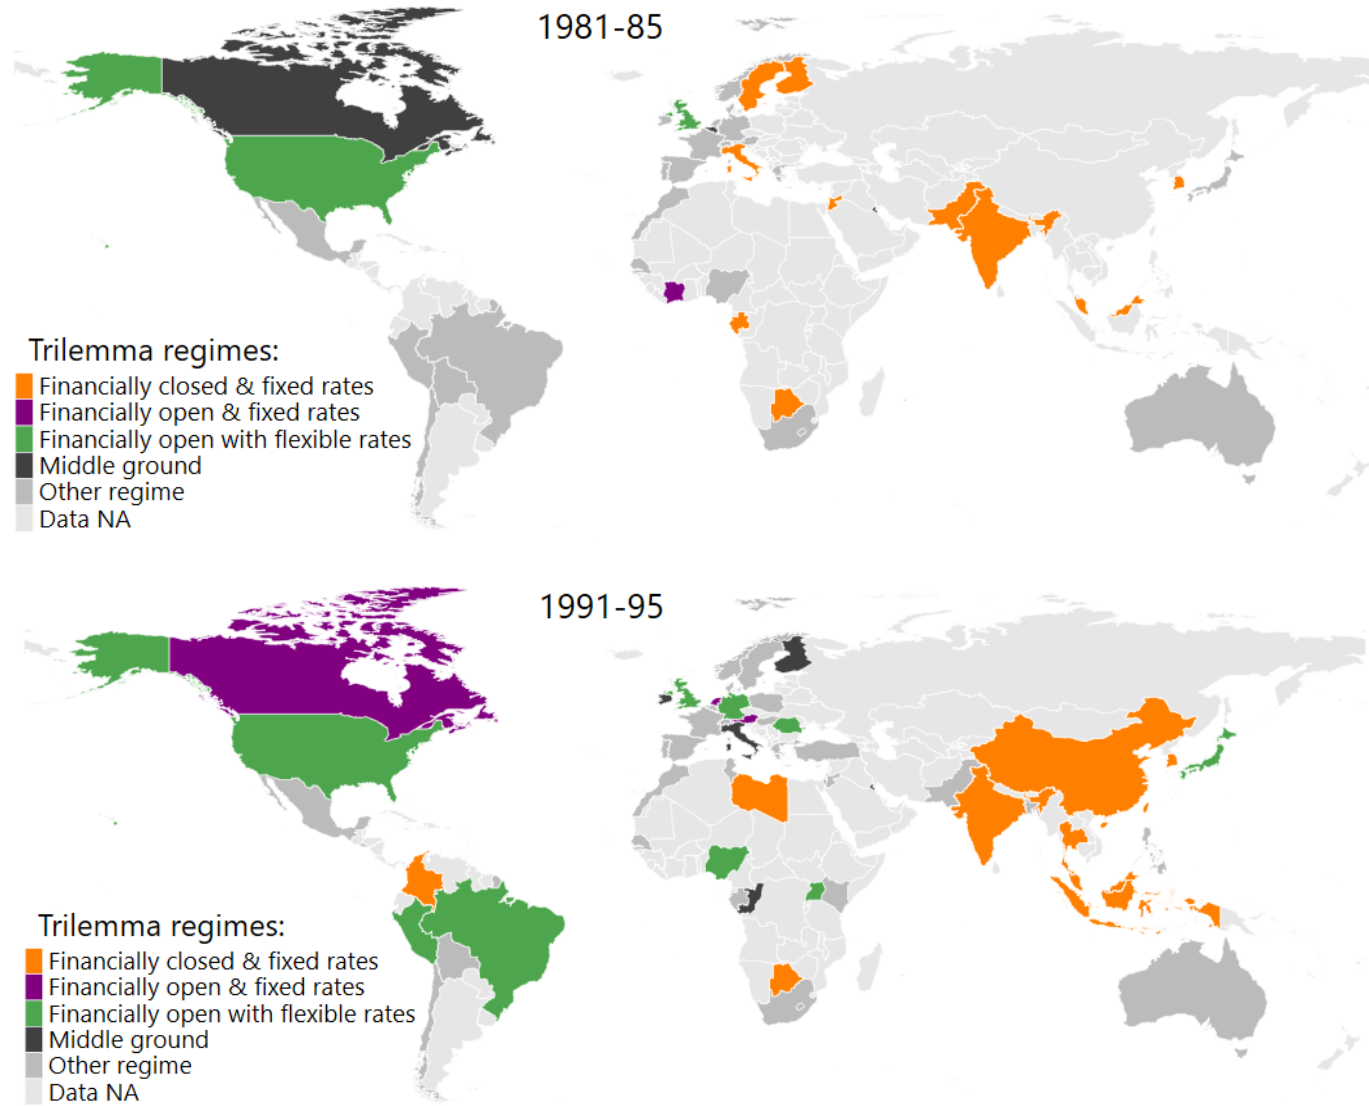 1981-85
Trilemma regimes:
Financially closed & fixed rates
Financially open & fixed rates
Financially open with flexible rates
Middle ground
Other regime
Data NA
1991-95
Trilemma regimes:
Financially closed & fixed rates
Financially open & fixed rates
Financially open with flexible rates
Middle ground
Other regime
Data NA